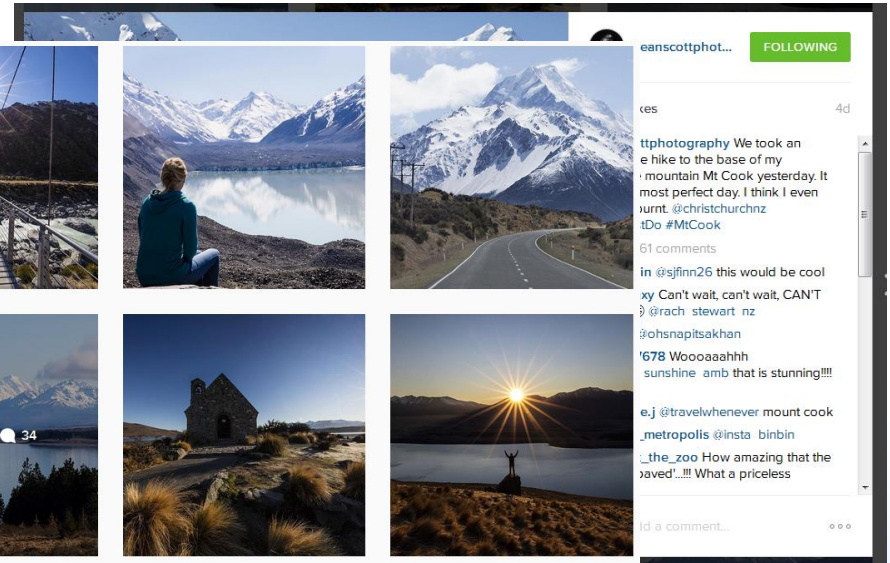 eanscottphot...
FOLLOWING
kes
4d
ttphotography We took an
e hike to the base of my
mountain Mt Cook yesterday. It
most perfect day. I think I even
burnt. @christchurchnz
tDo #MtCook
61 comments
in @sjfinn26 this would be cool
xy Can't wait, can't wait, CAN'T
@rach_stewart_nz
@ohsnapitsakhan
7678 Woooaaahhh
sunshine_amb that is stunning!!!!
e.j @travelwhenever mount cook
_metropolis @insta_binbin
_the_zoo How amazing that the
paved'...!!! What a priceless
34
d a comment...